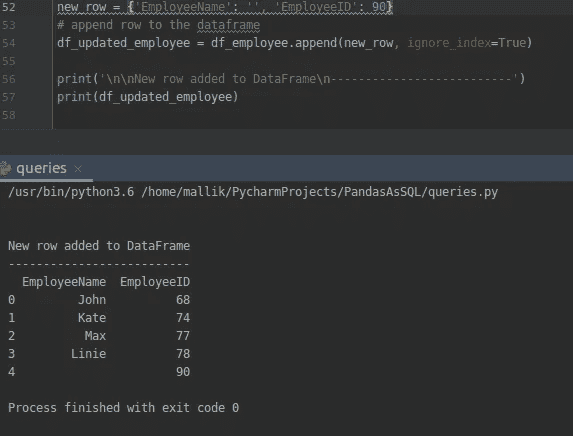 52 new_row = {'EmployeeName': '', 'EmployeeID': 90}
53 # append row to the dataframe
54 df_updated_employee = df_employee.append(new_row, ignore_index=True)
55
56 print('\n\nNew row added to DataFrame\n--------------------------')
57 print(df_updated_employee)
58
queries ×
/usr/bin/python3.6 /home/mallik/PycharmProjects/PandasAsSQL/queries.py
New row added to DataFrame
--------------------------
EmployeeName EmployeeID
0 John 68
1 Kate 74
2 Max 77
3 Linie 78
4 90
Process finished with exit code 0